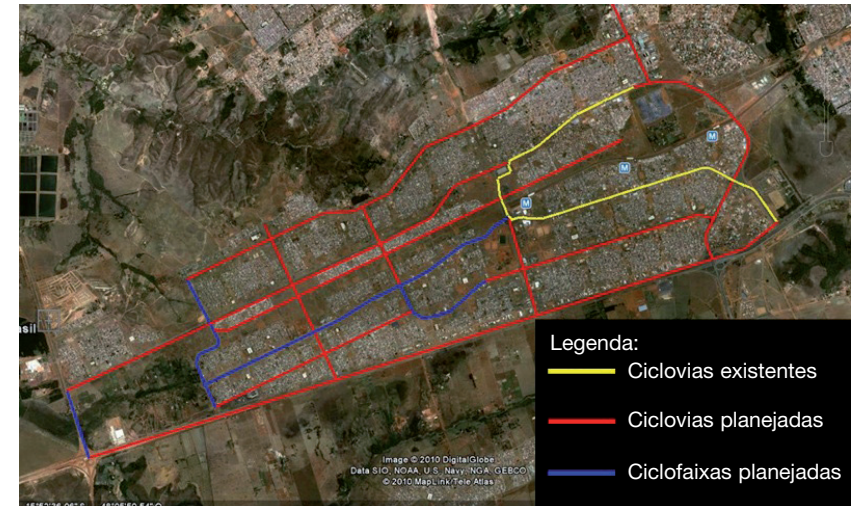 M
M
M
sil
Legenda:
Ciclovias existentes
Ciclovias planejadas
Ciclofaixas planejadas
Image © 2010 DigitalGlobe
Data SIO, NOAA, U.S. Navy, NGA, GEBCO
© 2010 MapLink/Tele Atlas